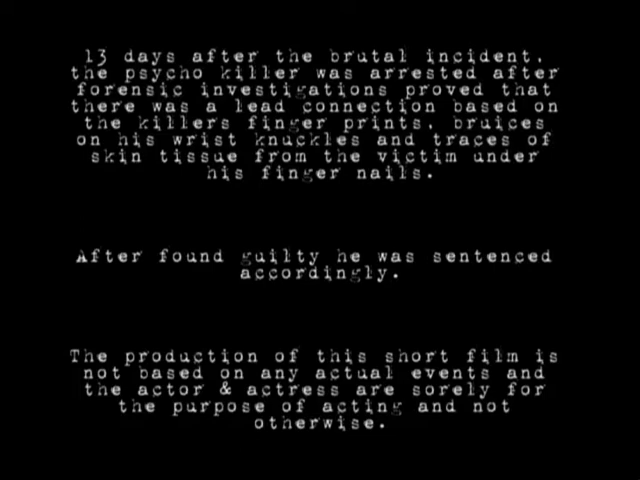 13 days after the brutal incident,
the psycho killer was arrested after
forensic investigations proved that
there was a lead connection based on
the killers finger prints, bruices
on his wrist knuckles and traces of
skin tissue from the victim under
his finger nails.
After found guilty he was sentenced
accordingly.
The production of this short film is
not based on any actual events and
the actor & actress are sorely for
the purpose of acting and not
otherwise.